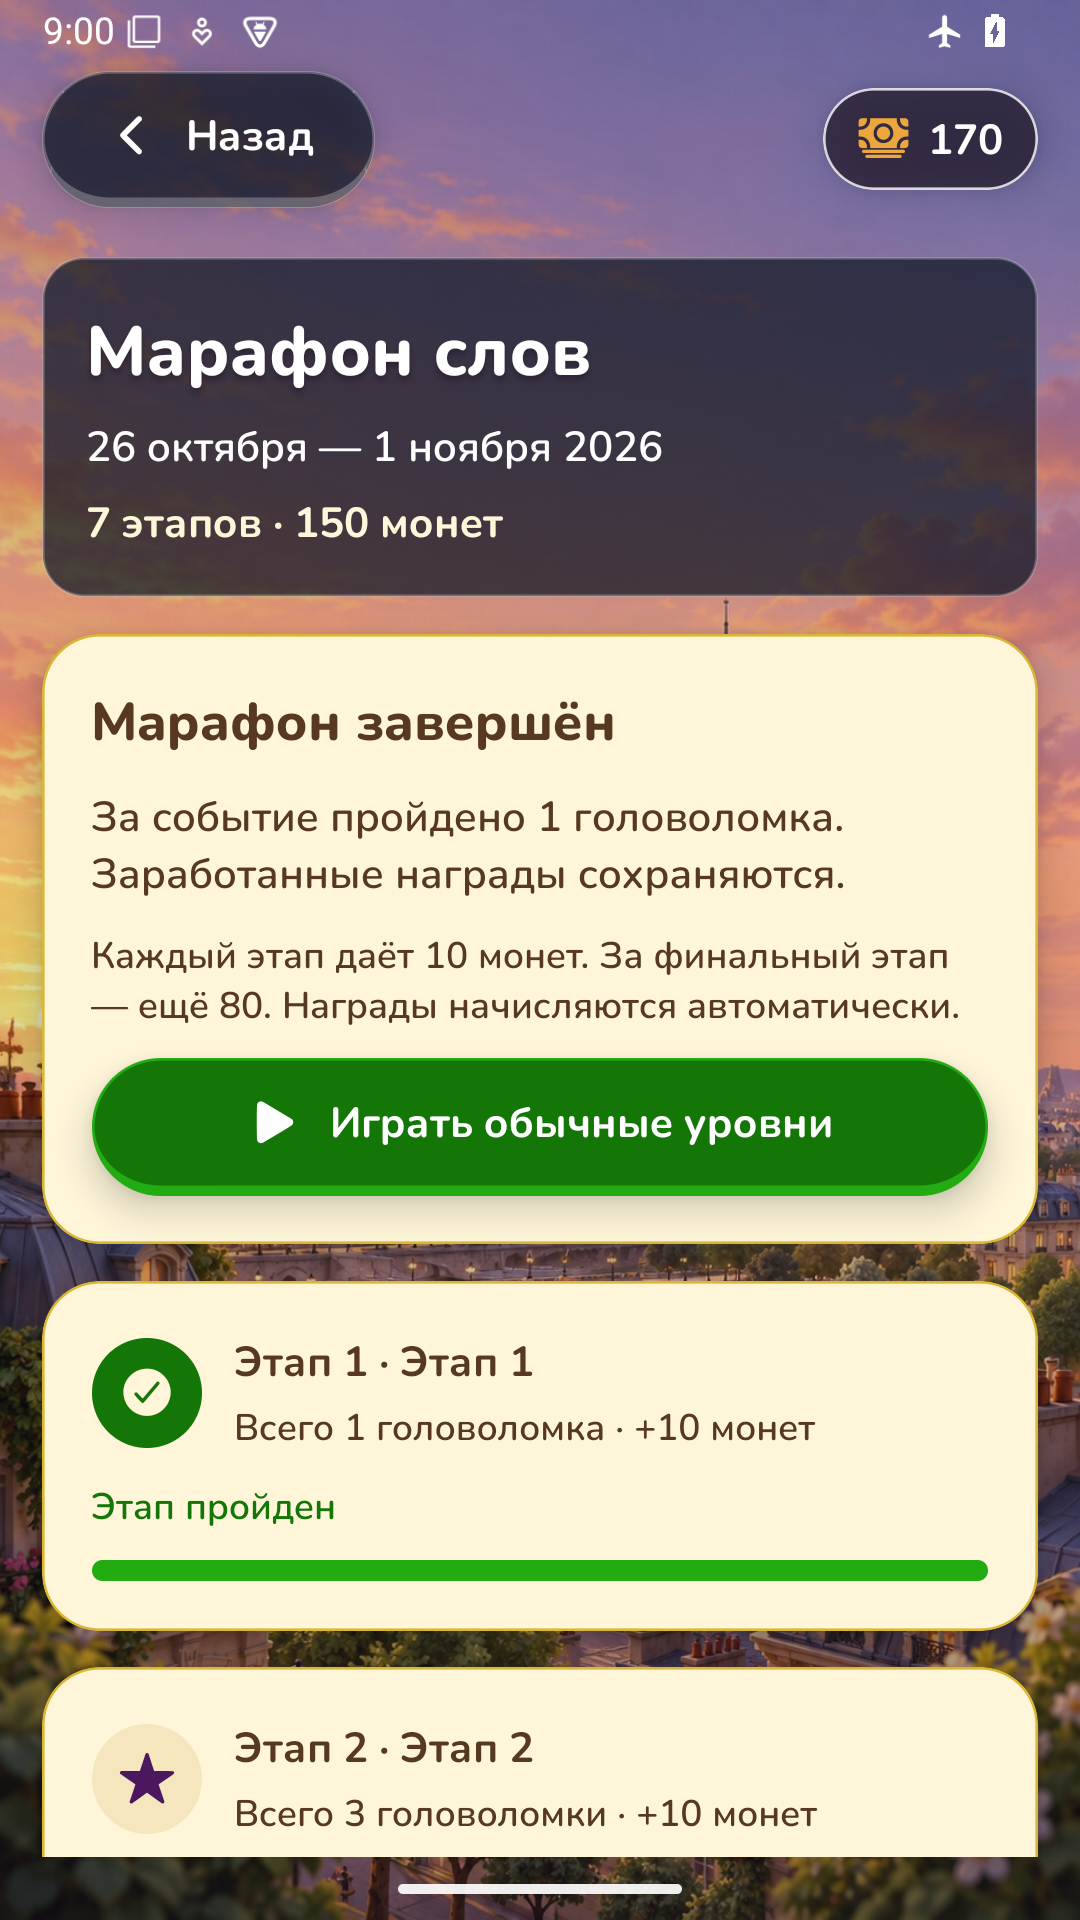 9:00
Назад
170
Марафон слов
26 октября — 1 ноября 2026
7 этапов · 150 монет
Марафон завершён
За событие пройдено 1 головоломка.
Заработанные награды сохраняются.
Каждый этап даёт 10 монет. За финальный этап
— ещё 80. Награды начисляются автоматически.
Играть обычные уровни
Этап 1 · Этап 1
Всего 1 головоломка · +10 монет
Этап пройден
Этап 2 · Этап 2
Всего 3 головоломки · +10 монет